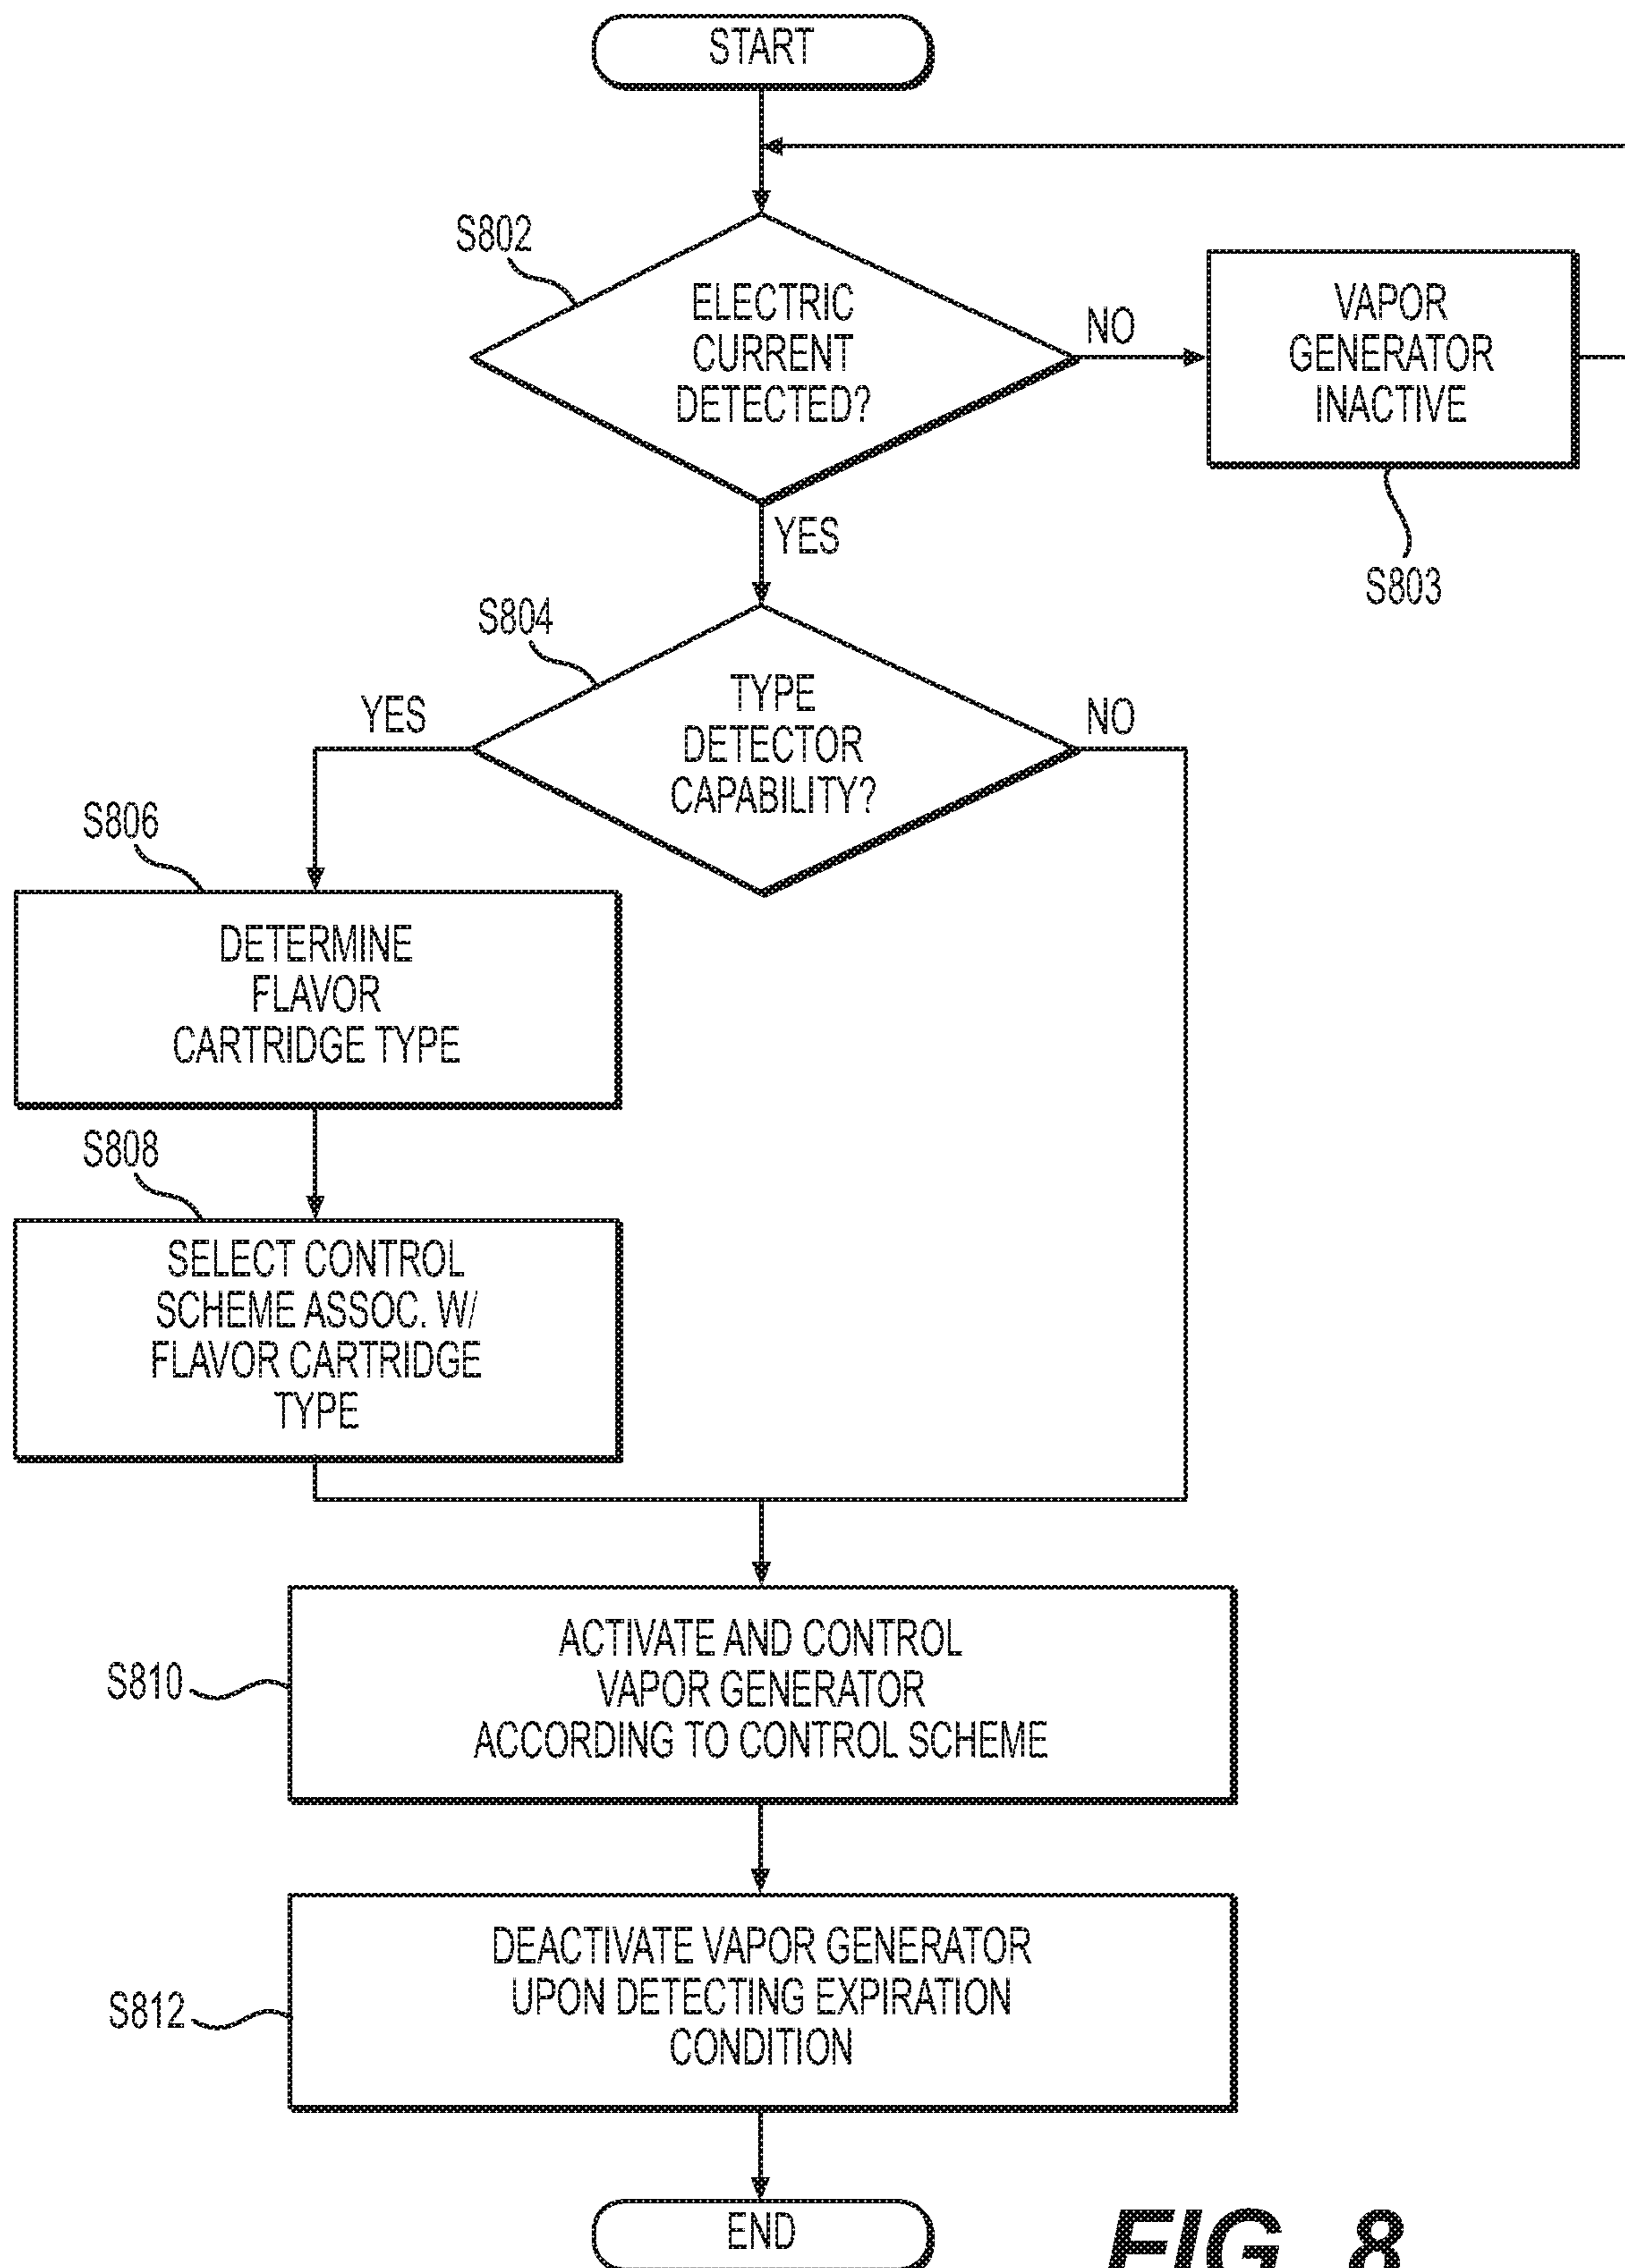 START
S802
ELECTRIC
CURRENT
DETECTED?
NO
VAPOR
GENERATOR
INACTIVE
S803
YES
S804
TYPE
DETECTOR
CAPABILITY?
YES
NO
S806
DETERMINE
FLAVOR
CARTRIDGE TYPE
S808
SELECT CONTROL
SCHEME ASSOC. W/
FLAVOR CARTRIDGE
TYPE
S810
ACTIVATE AND CONTROL
VAPOR GENERATOR
ACCORDING TO CONTROL SCHEME
S812
DEACTIVATE VAPOR GENERATOR
UPON DETECTING EXPIRATION
CONDITION
END
FIG. 8